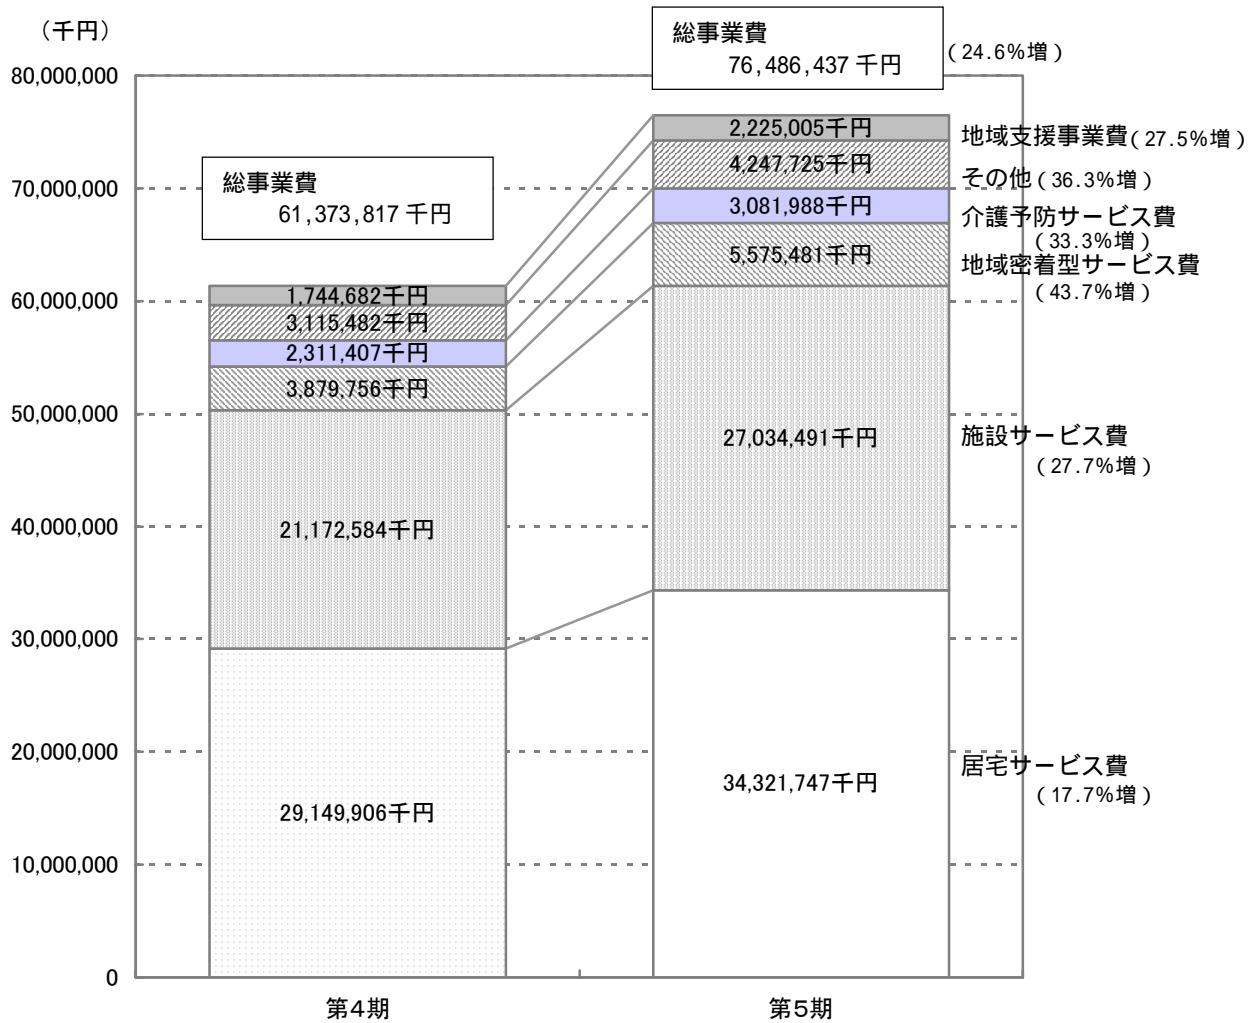 （千円）
総事業費
76,486,437 千円
（24.6%増）
80,000,000
2,225,005千円
地域支援事業費（27.5%増）
4,247,725千円
その他（36.3%増）
70,000,000
総事業費
61,373,817 千円
3,081,988千円
介護予防サービス費
（33.3%増）
5,575,481千円
地域密着型サービス費
（43.7%増）
60,000,000
1,744,682千円
3,115,482千円
2,311,407千円
3,879,756千円
50,000,000
27,034,491千円
施設サービス費
（27.7%増）
40,000,000
21,172,584千円
30,000,000
20,000,000
34,321,747千円
居宅サービス費
（17.7%増）
29,149,906千円
10,000,000
0
第4期
第5期